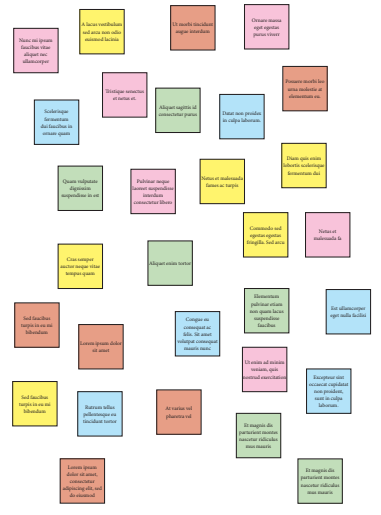 Nunc mi ipsum
faucibus vitae
aliquet nec
ullamcorper
A lacus vestibulum
sed arcu non odio
euismod lacinia
Ut morbi tincidunt
augue interdum
Ornare massa
eget egestas
purus viverr
Tristique senectus
et netus et.
Posuere morbi leo
urna molestie at
elementum eu
Scelerisque
fermentum
dui faucibus in
ornare quam
Aliquet sagittis id
consectetur purus
Datat non proiden
in culpa laborum.
Quam vulputate
dignissim
suspendisse in est
Pulvinar neque
laoreet suspendisse
interdum
consectetur libero
Netus et malesuada
fames ac turpis
Diam quis enim
lobortis scelerisque
fermentum dui
Commodo sed
egestas egestas
fringilla. Sed arcu
Netus et
malesuada fa
Cras semper
auctor neque vitae
tempus quam
Aliquet enim tortor
Elementum
pulvinar etiam
non quam lacus
suspendisse
faucibus
Est ullamcorper
eget nulla facilisi
Sed faucibus
turpis in eu mi
bibendum
Lorem ipsum dolor
sit amet
Congue eu
consequat ac
felis. Sit amet
volutpat consequat
mauris nunc
Ut enim ad minim
veniam, quis
nostrud exercitation
Excepteur sint
occaecat cupidatat
non proident,
sunt in culpa
laborum.
Sed faucibus
turpis in eu mi
bibendum
Rutrum tellus
pellentesque eu
tincidunt tortor
At varius vel
pharetra vel
Et magnis dis
parturient montes
nascetur ridiculus
mus mauris
Lorem ipsum
dolor sit amet,
consectetur
adipiscing elit, sed
do eiusmod
Et magnis dis
parturient montes
nascetur ridiculus
mus mauris